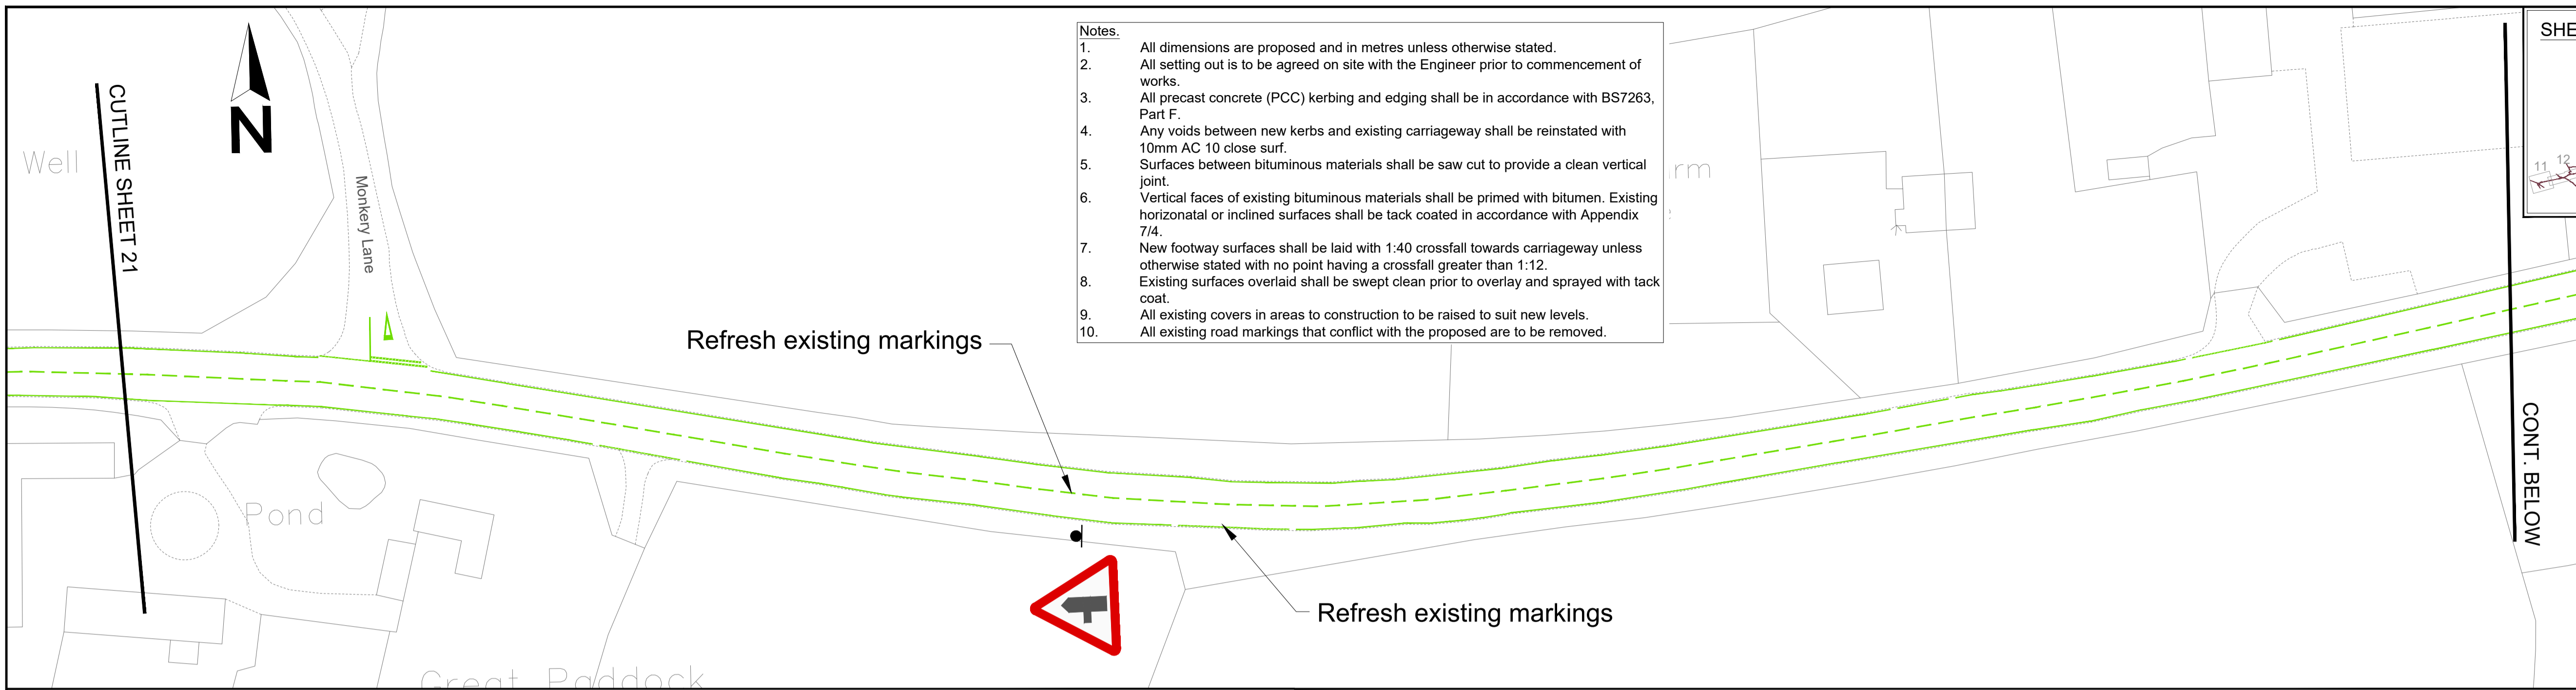 Notes.
1. All dimensions are proposed and in metres unless otherwise stated.
2. All setting out is to be agreed on site with the Engineer prior to commencement of
works.
3. All precast concrete (PCC) kerbing and edging shall be in accordance with BS7263,
Part F.
4. Any voids between new kerbs and existing carriageway shall be reinstated with
10mm AC 10 close surf.
5. Surfaces between bituminous materials shall be saw cut to provide a clean vertical
joint.
6. Vertical faces of existing bituminous materials shall be primed with bitumen. Existing
horizonatal or inclined surfaces shall be tack coated in accordance with Appendix
7/4.
7. New footway surfaces shall be laid with 1:40 crossfall towards carriageway unless
otherwise stated with no point having a crossfall greater than 1:12.
8. Existing surfaces overlaid shall be swept clean prior to overlay and sprayed with tack
coat.
9. All existing covers in areas to construction to be raised to suit new levels.
10. All existing road markings that conflict with the proposed are to be removed.
SHE
11 12
CUTLINE SHEET 21
N
Well
Monkery Lane
rm
Refresh existing markings
CONT. BELOW
Pond
Refresh existing markings
Great Paddock